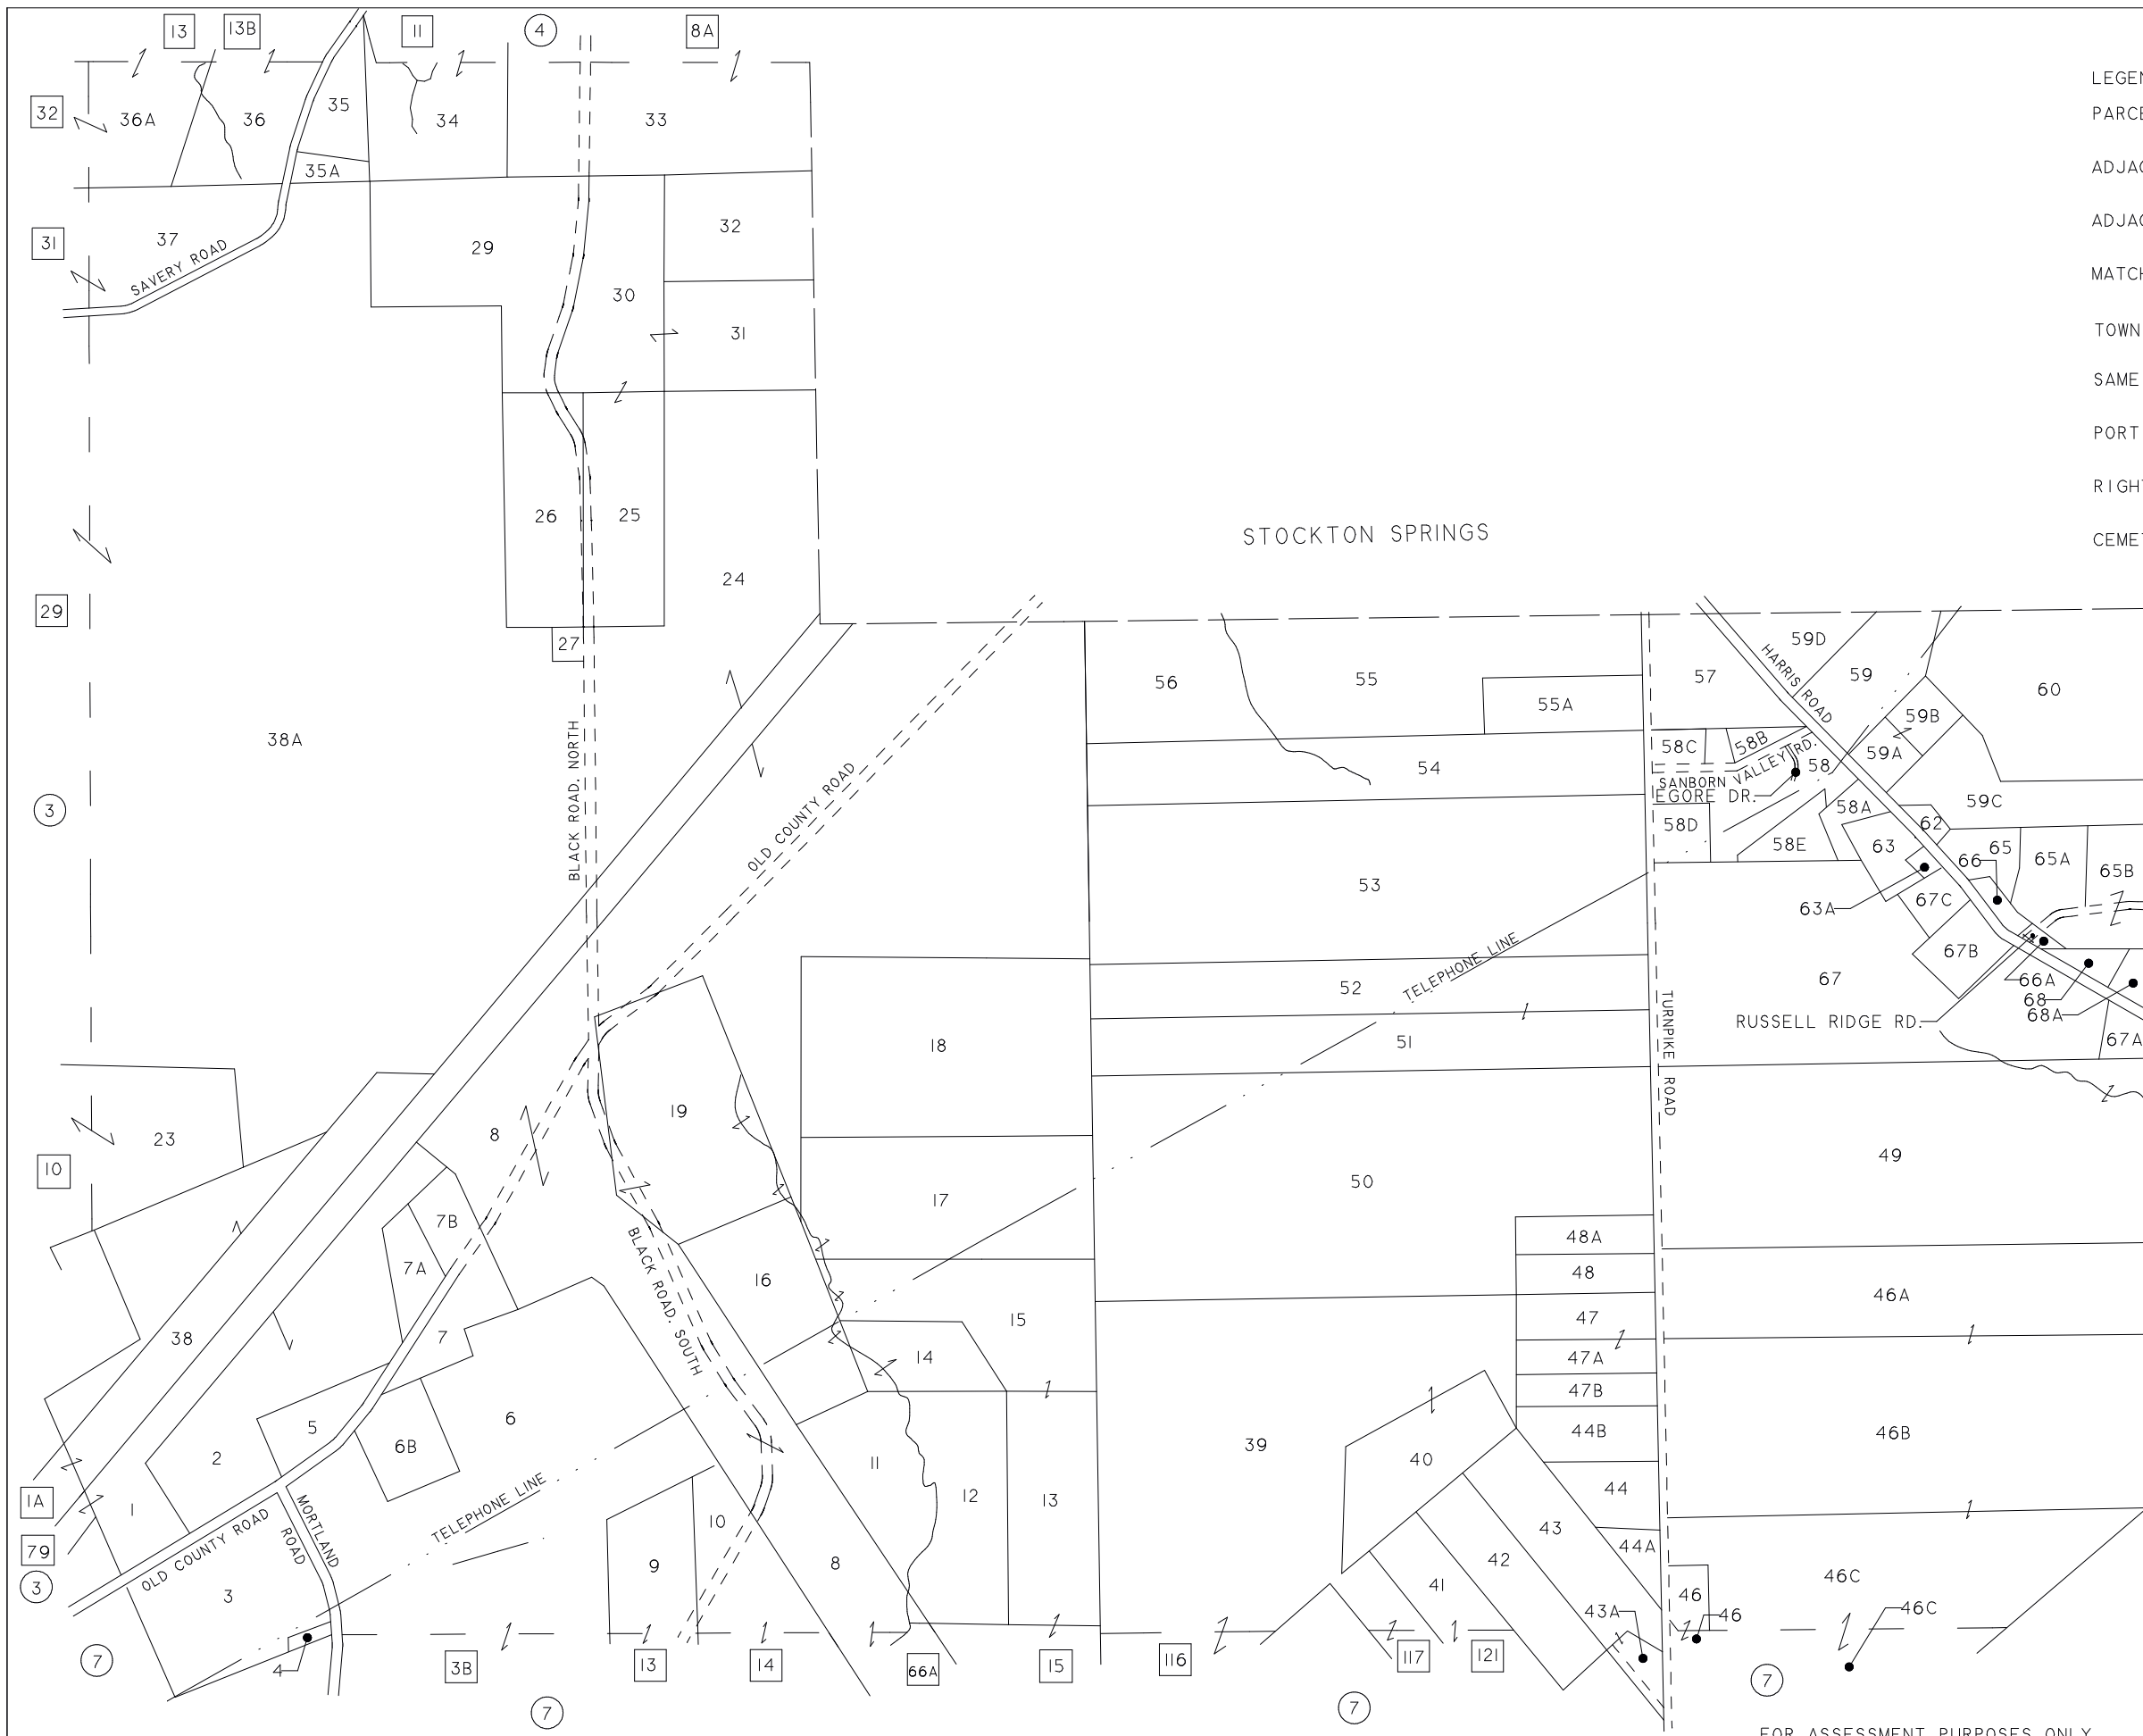 13
13B
11
4
8A
LEGEN
PARCE
ADJAC
ADJAC
MATCH
TOWN
SAME
PORT
RIGHT
CEMET
32
36A
36
35
34
33
35A
31
37
SAVERY ROAD
29
32
30
31
26
25
STOCKTON SPRINGS
24
29
27
38A
BLACK ROAD, NORTH
OLD COUNTY ROAD
3
56
55
55A
54
53
57
HARRIS ROAD
59D
59
60
59B
59A
58C
58B
SANBORN VALLEY RD.
58
EGORE DR.
59C
58A
58D
58E
62
63
65
66
65A
65B
63A
67C
67B
67
66A
68
68A
67A
RUSSELL RIDGE RD.
TELEPHONE LINE
52
51
18
TURNPIKE ROAD
19
8
23
10
17
50
49
7B
7A
BLACK ROAD, SOUTH
16
48A
48
47
46A
15
38
7
14
47A
47B
44B
46B
6
5
6B
2
39
40
11
12
13
44
1A
1
MORTLAND ROAD
TELEPHONE LINE
10
OLD COUNTY ROAD
43
44A
79
3
3
9
8
42
41
46
46C
43A
46
46C
7
4
3B
13
14
66A
15
116
117
121
7
7
7
FOR ASSESSMENT PURPOSES ONLY